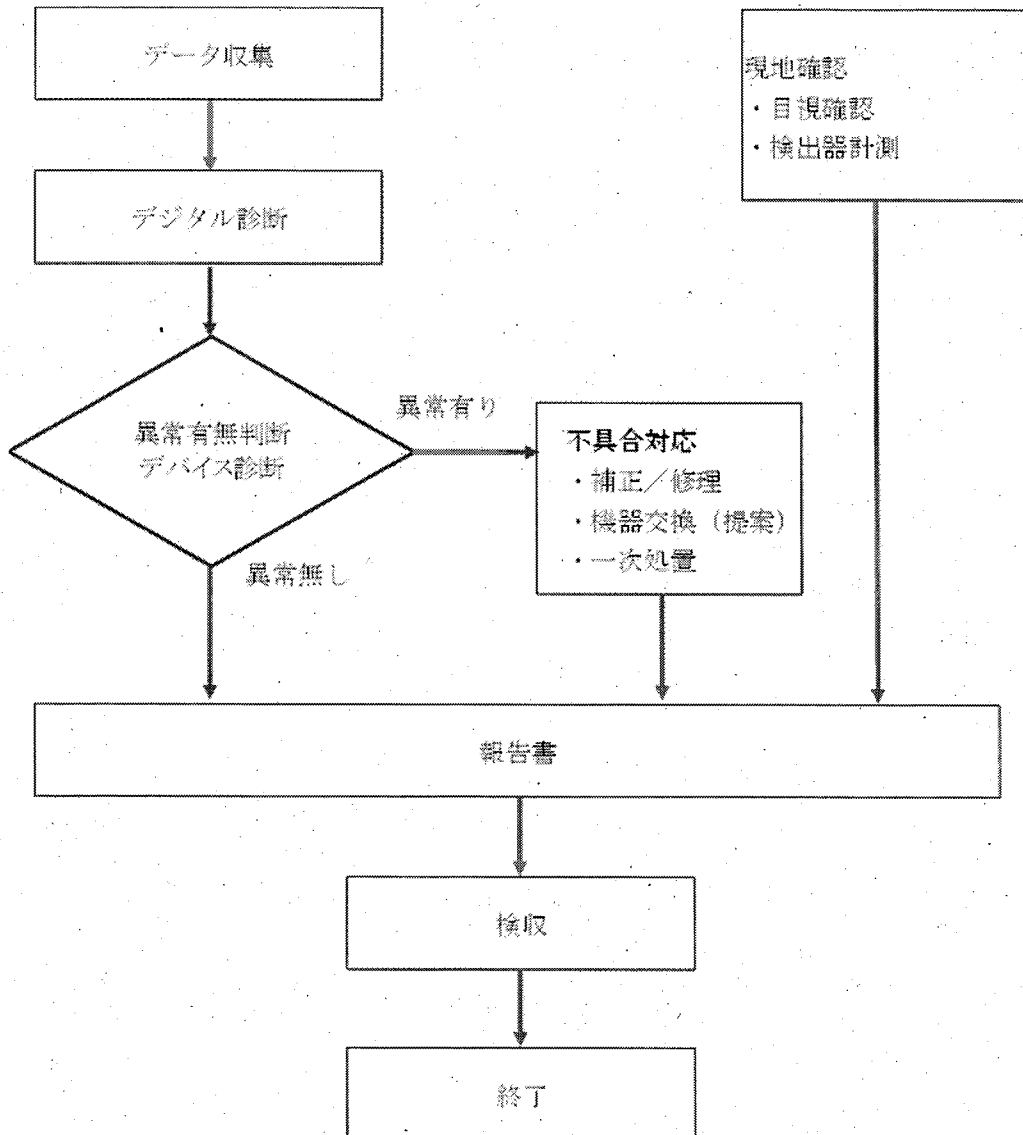 データ収集
現地確認
・目視確認
・検出器計測
デジタル診断
異常有無判断
デバイス診断
異常有り
不具合対応
・補正／修理
・機器交換（提案）
・一次処置
異常無し
報告書
検収
終了